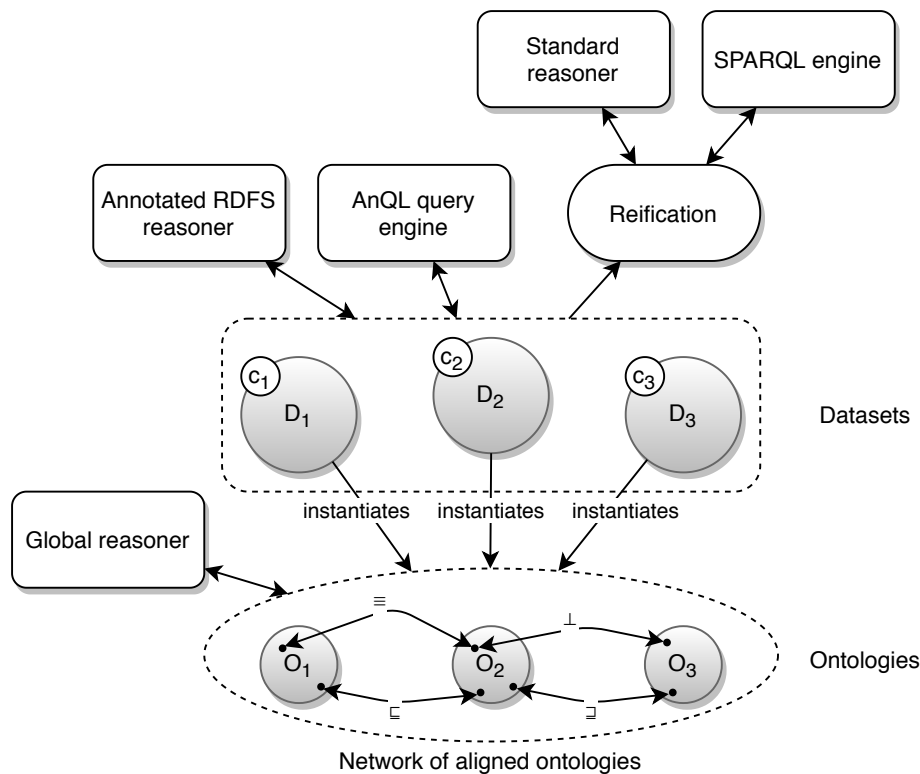 Standard
reasoner
SPARQL engine
Annotated RDFS
reasoner
AnQL query
engine
Reification
c1
c2
c3
D1
D2
D3
Datasets
instantiates
instantiates
instantiates
Global reasoner
≡
⊥
O1
O2
O3
Ontologies
⊑
⊒
Network of aligned ontologies